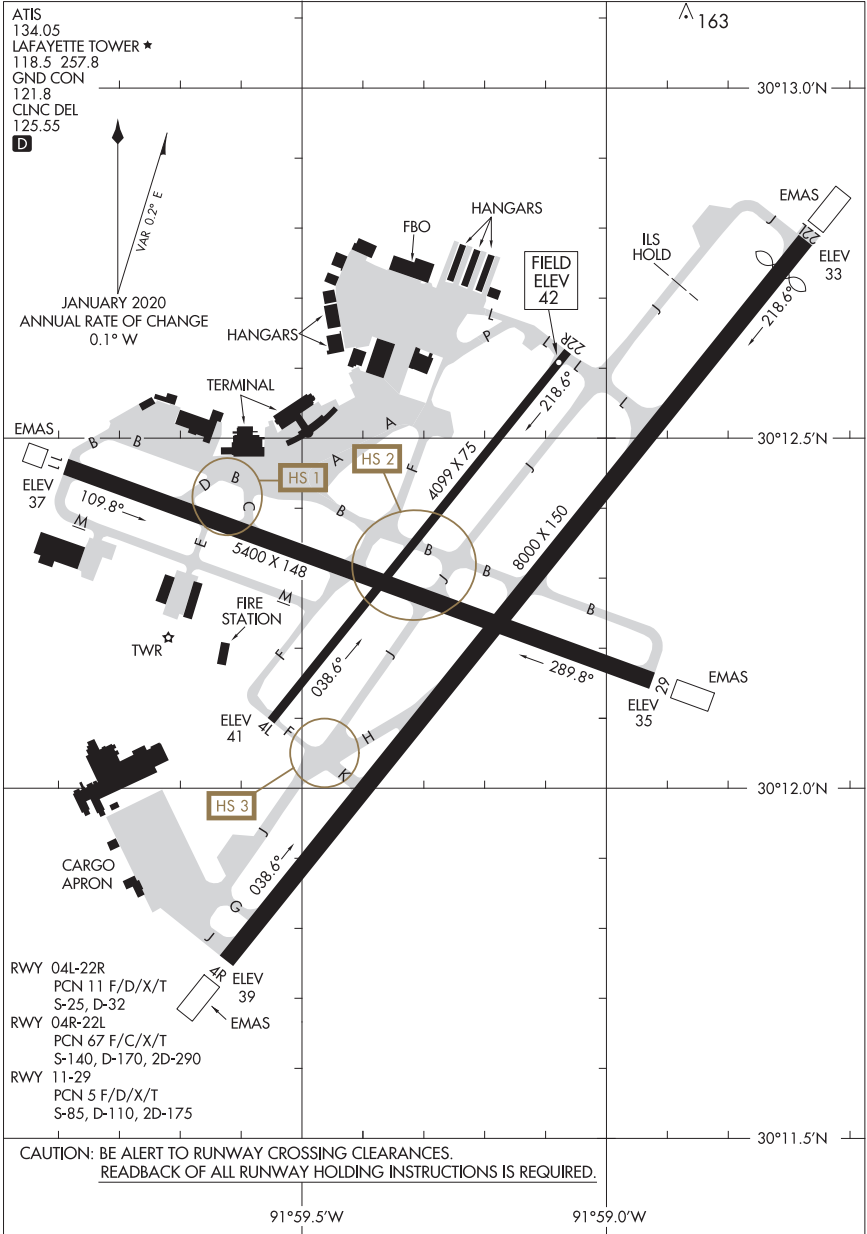 ATIS
134.05
LAFAYETTE TOWER ★
118.5 257.8
GND CON
121.8
CLNC DEL
125.55
D
163
30°13.0'N
VAR 0.2° E
JANUARY 2020
ANNUAL RATE OF CHANGE
0.1° W
EMAS
J
22L
ELEV
33
ILS
HOLD
J
218.6°
HANGARS
FBO
FIELD
ELEV
42
HANGARS
L
P
L
22R
L
L
218.6°
TERMINAL
EMAS
B
B
11
ELEV
37
30°12.5'N
A
A
F
HS 2
HS 1
D
B
C
J
4099 X 75
109.8°
B
8000 X 150
M
E
5400 X 148
B
J
B
B
M
FIRE
STATION
TWR
F
038.6°
J
289.8°
29
EMAS
ELEV
35
ELEV
41
4L
F
H
K
30°12.0'N
HS 3
J
038.6°
CARGO
APRON
G
J
4R
ELEV
39
EMAS
RWY 04L-22R
PCN 11 F/D/X/T
S-25, D-32
RWY 04R-22L
PCN 67 F/C/X/T
S-140, D-170, 2D-290
RWY 11-29
PCN 5 F/D/X/T
S-85, D-110, 2D-175
30°11.5'N
CAUTION: BE ALERT TO RUNWAY CROSSING CLEARANCES.
READBACK OF ALL RUNWAY HOLDING INSTRUCTIONS IS REQUIRED.
91°59.5'W
91°59.0'W